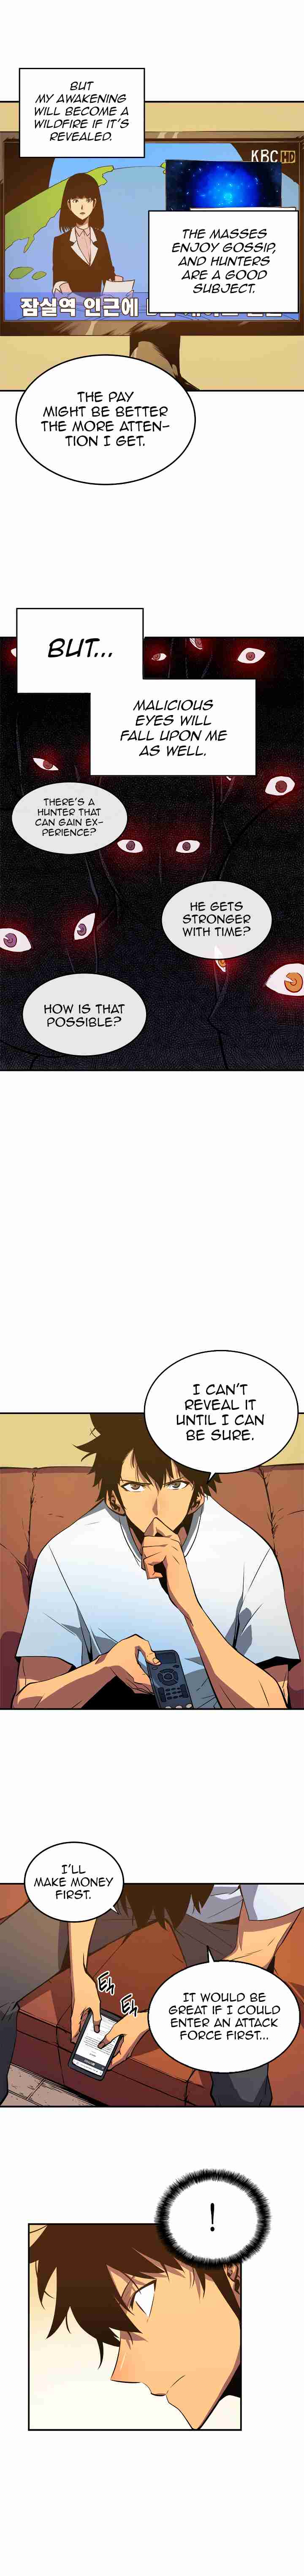 BUT
MY AWAKENING
WILL BECOME A
WILDFIRE IF IT'S
REVEALED.
KBC HD
THE MASSES
ENJOY GOSSIP,
AND HUNTERS
ARE A GOOD
SUBJECT.
잠실역 인근에
THE PAY
MIGHT BE BETTER
THE MORE ATTEN-
TION I GET.
BUT...
MALICIOUS
EYES WILL
FALL UPON ME
AS WELL.
THERE'S A
HUNTER THAT
CAN GAIN EX-
PERIENCE?
HE GETS
STRONGER
WITH TIME?
HOW IS THAT
POSSIBLE?
I CAN'T
REVEAL IT
UNTIL I CAN
BE SURE.
I'LL
MAKE MONEY
FIRST.
IT WOULD BE
GREAT IF I COULD
ENTER AN ATTACK
FORCE FIRST...
!